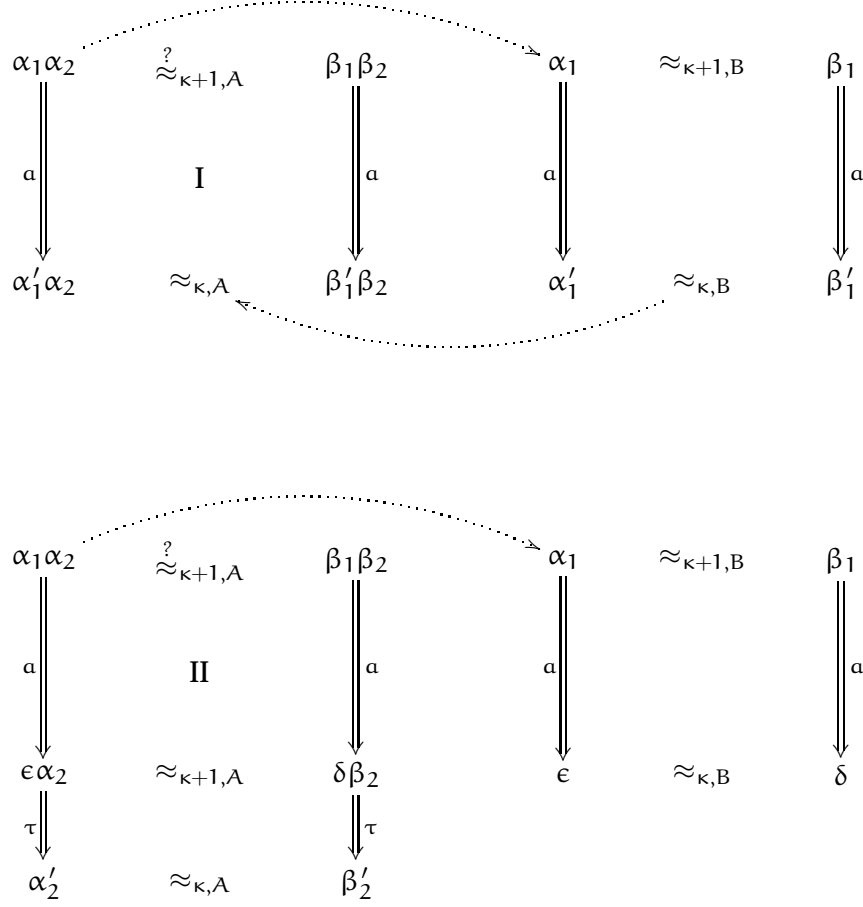 α₁α₂ ≈?κ+1,A β₁β₂ α₁ ≈κ+1,B β₁
a I a a a
α′₁α₂ ≈κ,A β′₁β₂ α′₁ ≈κ,B β′₁
α₁α₂ ≈?κ+1,A β₁β₂ α₁ ≈κ+1,B β₁
a II a a a
ϵα₂ ≈κ+1,A δβ₂ ϵ ≈κ,B δ
τ τ
α′₂ ≈κ,A β′₂